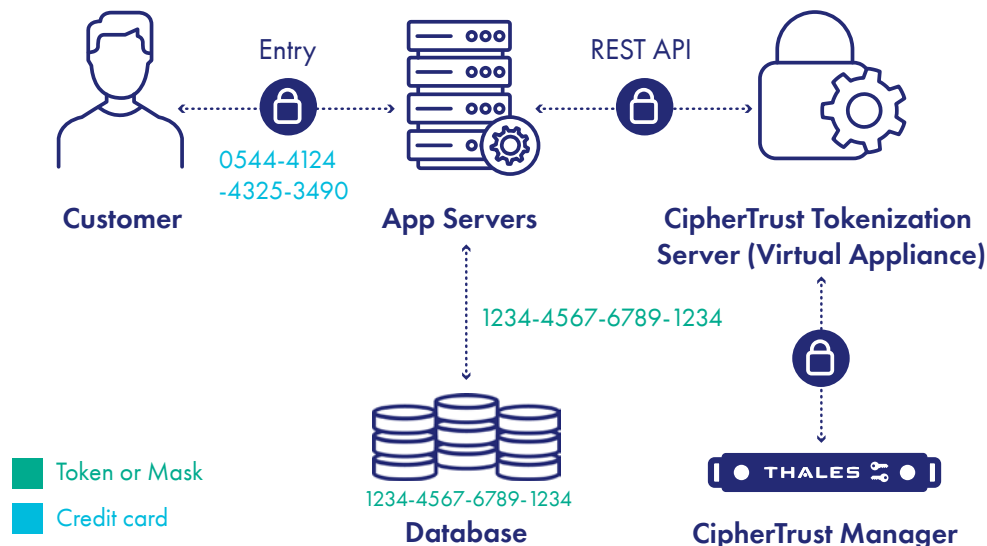 Entry
REST API
0544-4124
-4325-3490
Customer
App Servers
CipherTrust Tokenization
Server (Virtual Appliance)
1234-4567-6789-1234
THALES
Token or Mask
1234-4567-6789-1234
Credit card
Database
CipherTrust Manager